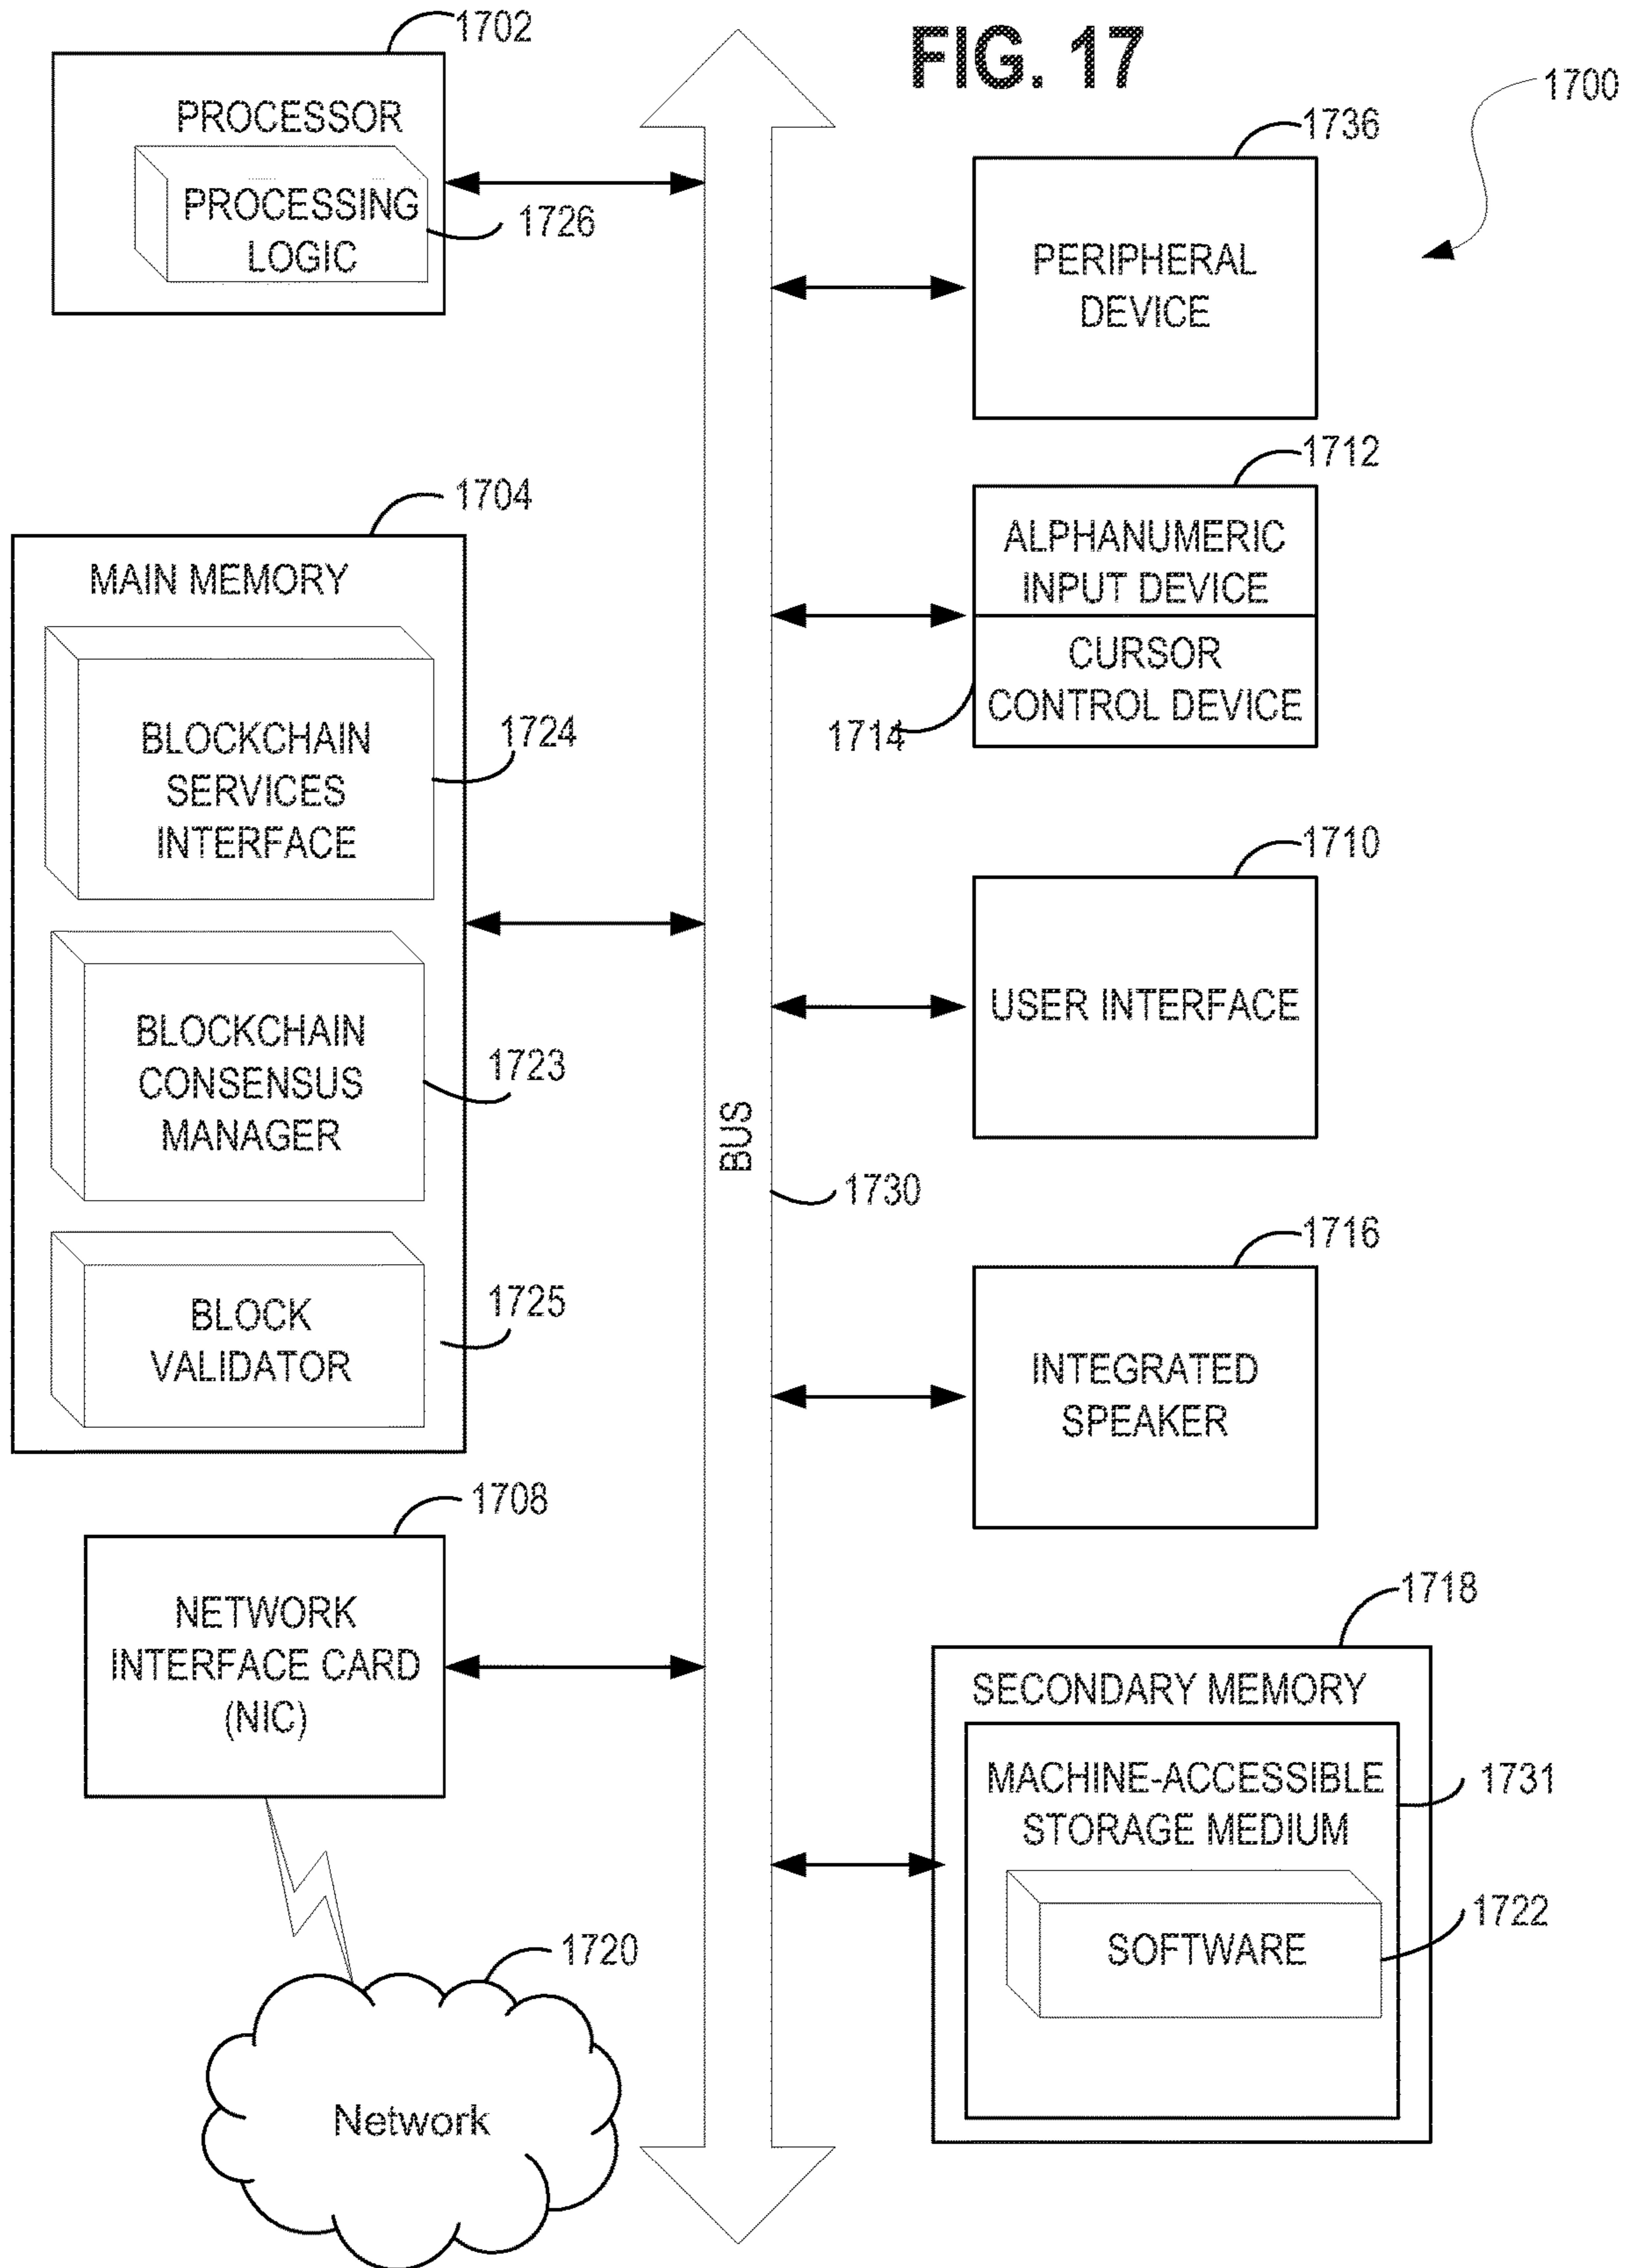 FIG. 17
1700
1702
PROCESSOR
PROCESSING
LOGIC
1726
1704
MAIN MEMORY
BLOCKCHAIN
SERVICES
INTERFACE
1724
BLOCKCHAIN
CONSENSUS
MANAGER
1723
BLOCK
VALIDATOR
1725
1708
NETWORK
INTERFACE CARD
(NIC)
1720
Network
BUS
1730
1736
PERIPHERAL
DEVICE
1712
ALPHANUMERIC
INPUT DEVICE
CURSOR
CONTROL DEVICE
1714
1710
USER INTERFACE
1716
INTEGRATED
SPEAKER
1718
SECONDARY MEMORY
MACHINE-ACCESSIBLE
STORAGE MEDIUM
1731
SOFTWARE
1722